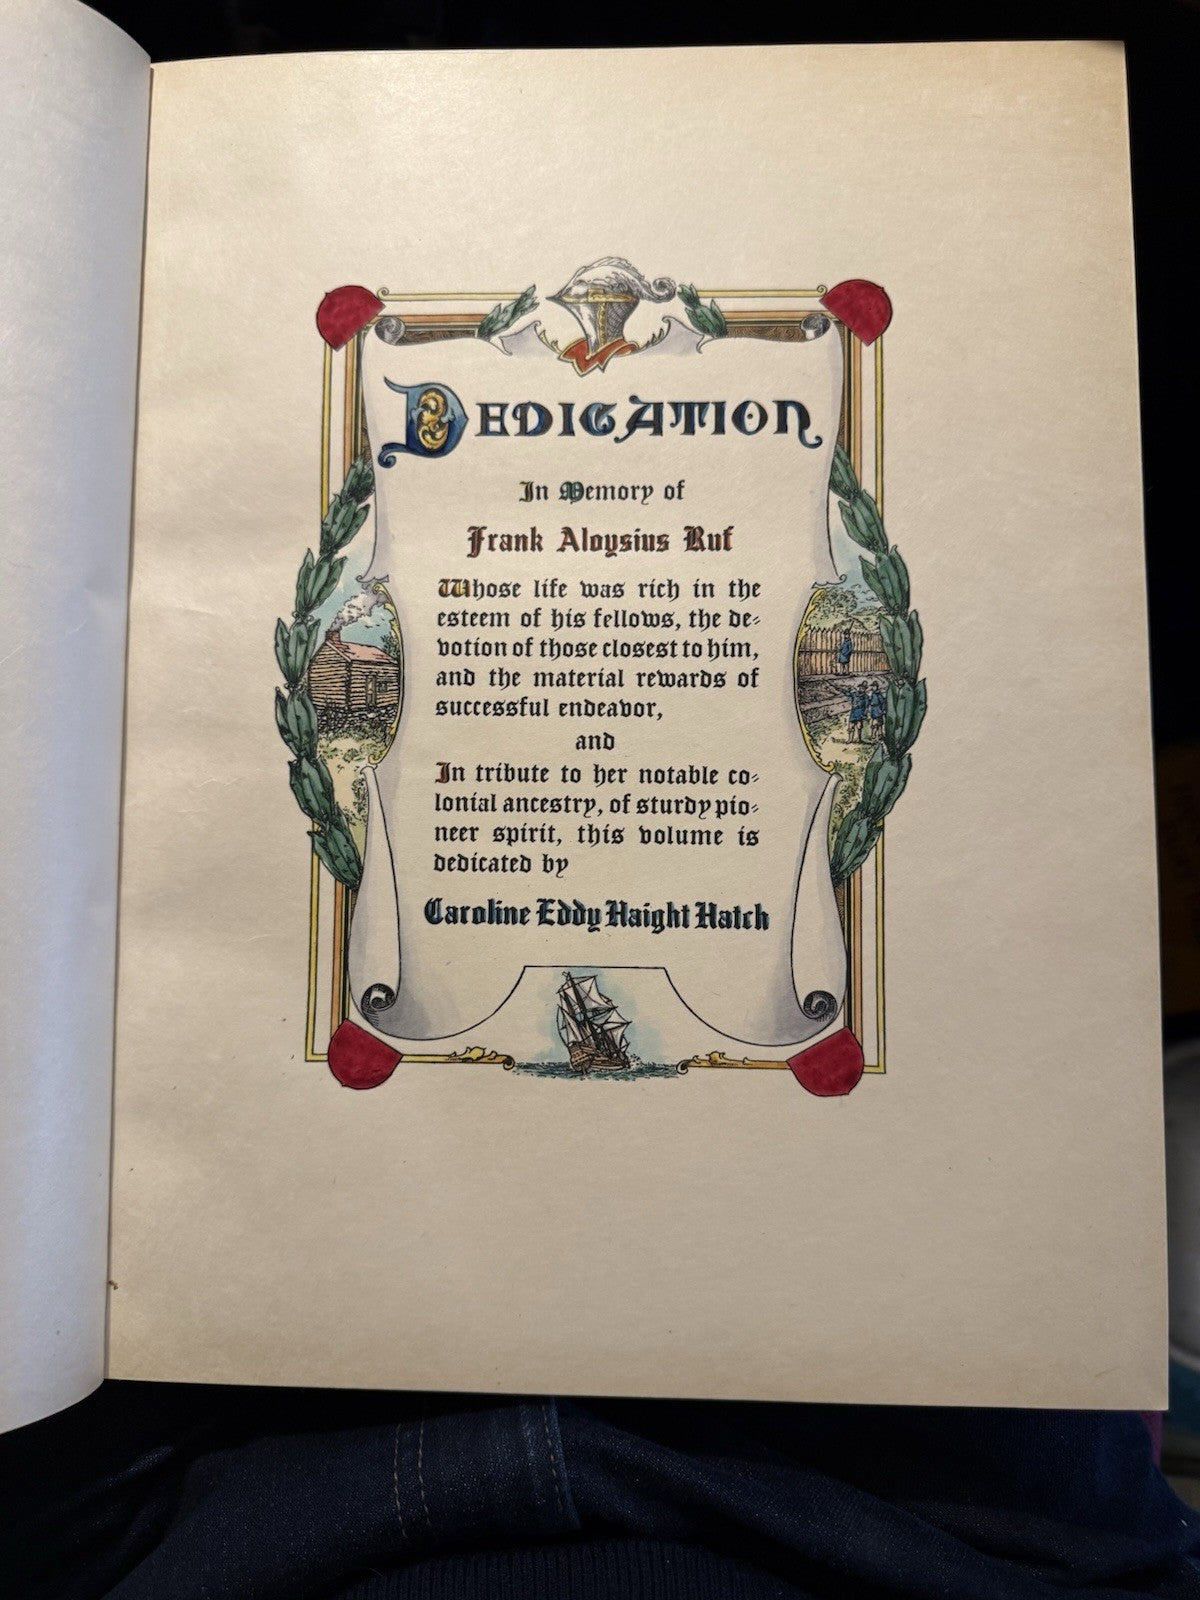 DEDICATION
In Memory of
Frank Aloysius Ruf
Whose life was rich in the
esteem of his fellows, the de-
votion of those closest to him,
and the material rewards of
successful endeavor,
and
In tribute to her notable co-
lonial ancestry, of sturdy pio-
neer spirit, this volume is
dedicated by
Caroline Eddy Haight Hatch